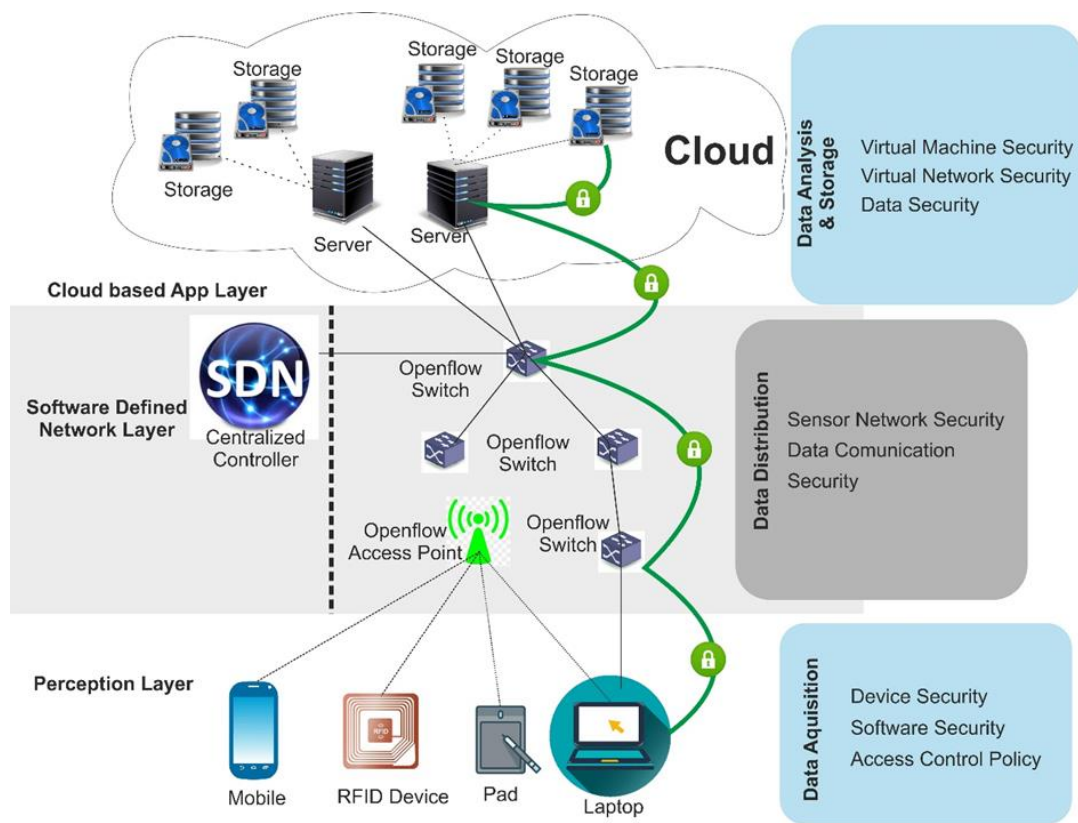 Storage
Storage
Storage
Storage
Storage
Cloud
Server
Server
Data Analysis
& Storage
Virtual Machine Security
Virtual Network Security
Data Security
Cloud based App Layer
SDN
Centralized
Controller
Software Defined
Network Layer
Openflow
Switch
Openflow
Switch
Openflow
Access Point
Openflow
Switch
Data Distribution
Sensor Network Security
Data Comunication
Security
Perception Layer
Mobile
RFID
RFID Device
Pad
Laptop
Data Aquisition
Device Security
Software Security
Access Control Policy